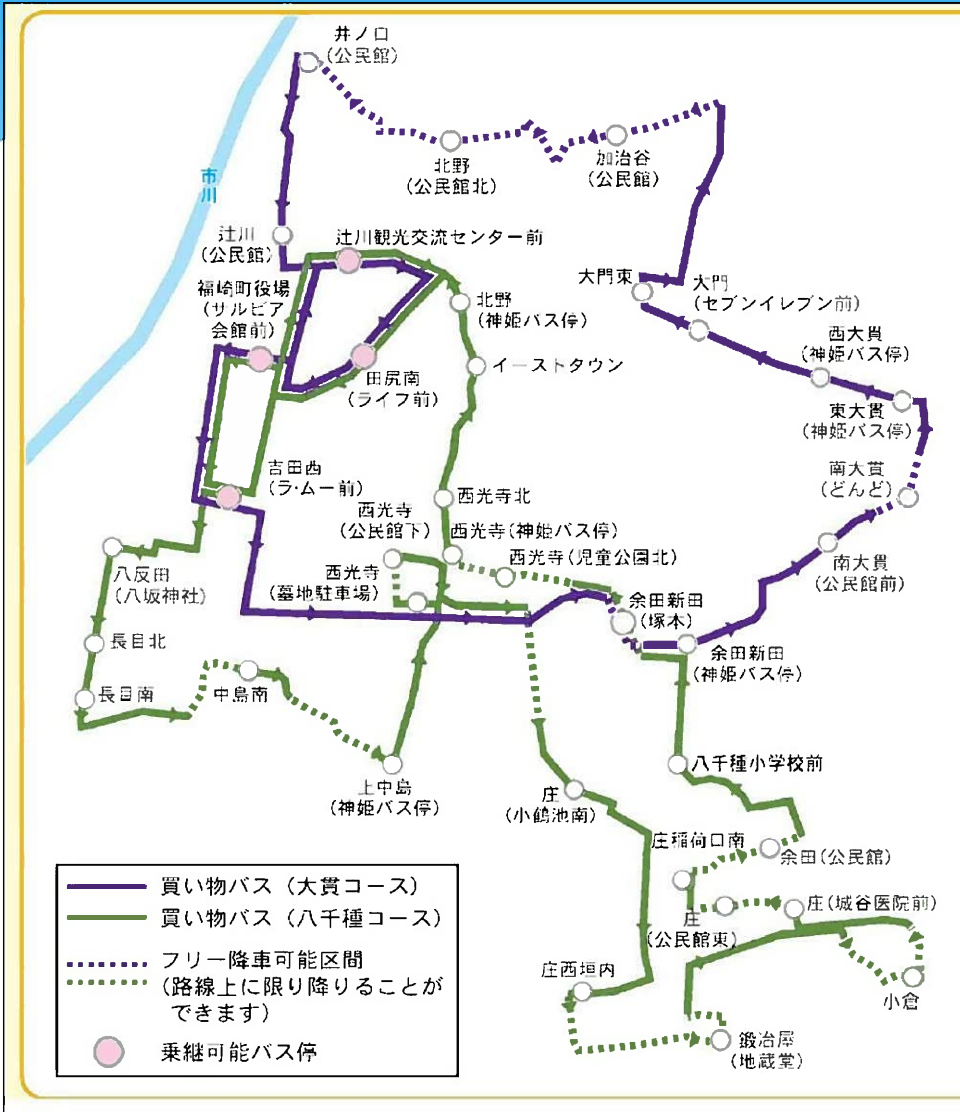 井ノ口
(公民館)
北野
(公民館北)
加治谷
(公民館)
市川
辻川
(公民館)
辻川観光交流センター前
福崎町役場
(サルビア
会館前)
大門東
大門
(セブンイレブン前)
北野
(神姫バス停)
西大貫
(神姫バス停)
イーストタウン
田尻南
(ライフ前)
東大貫
(神姫バス停)
吉田西
(ラ・ムー前)
南大貫
(どんど)
西光寺北
西光寺
(公民館下)
西光寺(神姫バス停)
西光寺(児童公園北)
南大貫
(公民館前)
八反田
(八坂神社)
西光寺
(墓地駐車場)
余田新田
(塚本)
長目北
余田新田
(神姫バス停)
長目南
中島南
八千種小学校前
上中島
(神姫バス停)
庄
(小鶴池南)
庄稲荷口南
余田(公民館)
庄
(公民館東)
庄(城谷医院前)
庄西垣内
小倉
鍛冶屋
(地蔵堂)
買い物バス(大貫コース)
買い物バス(八千種コース)
フリー降車可能区間
(路線上に限り降りることが
できます)
乗継可能バス停